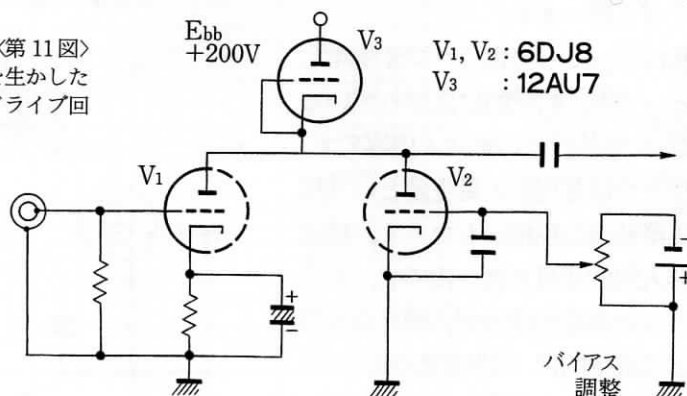 〈第11図〉
を生かした
ドライブ回
Ebb
+200V
V3
V1, V2 : 6DJ8
V3 : 12AU7
V1
V2
+
-
-
+
バイアス
調整